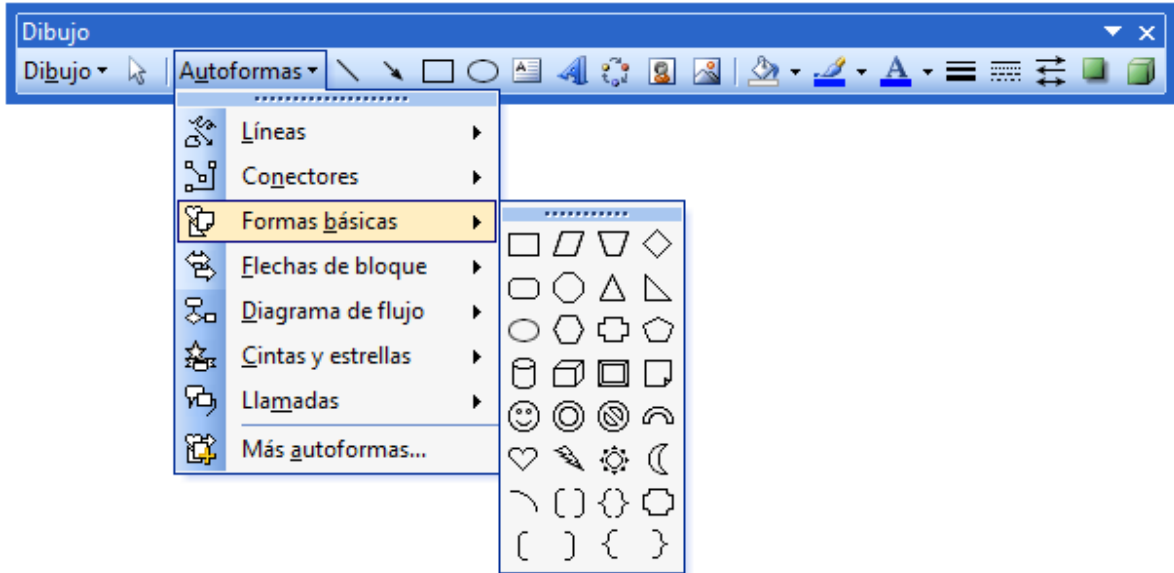 Dibujo
Dibujo
Autoformas
Líneas
Conectores
Formas básicas
Flechas de bloque
Diagrama de flujo
Cintas y estrellas
Llamadas
Más autoformas...